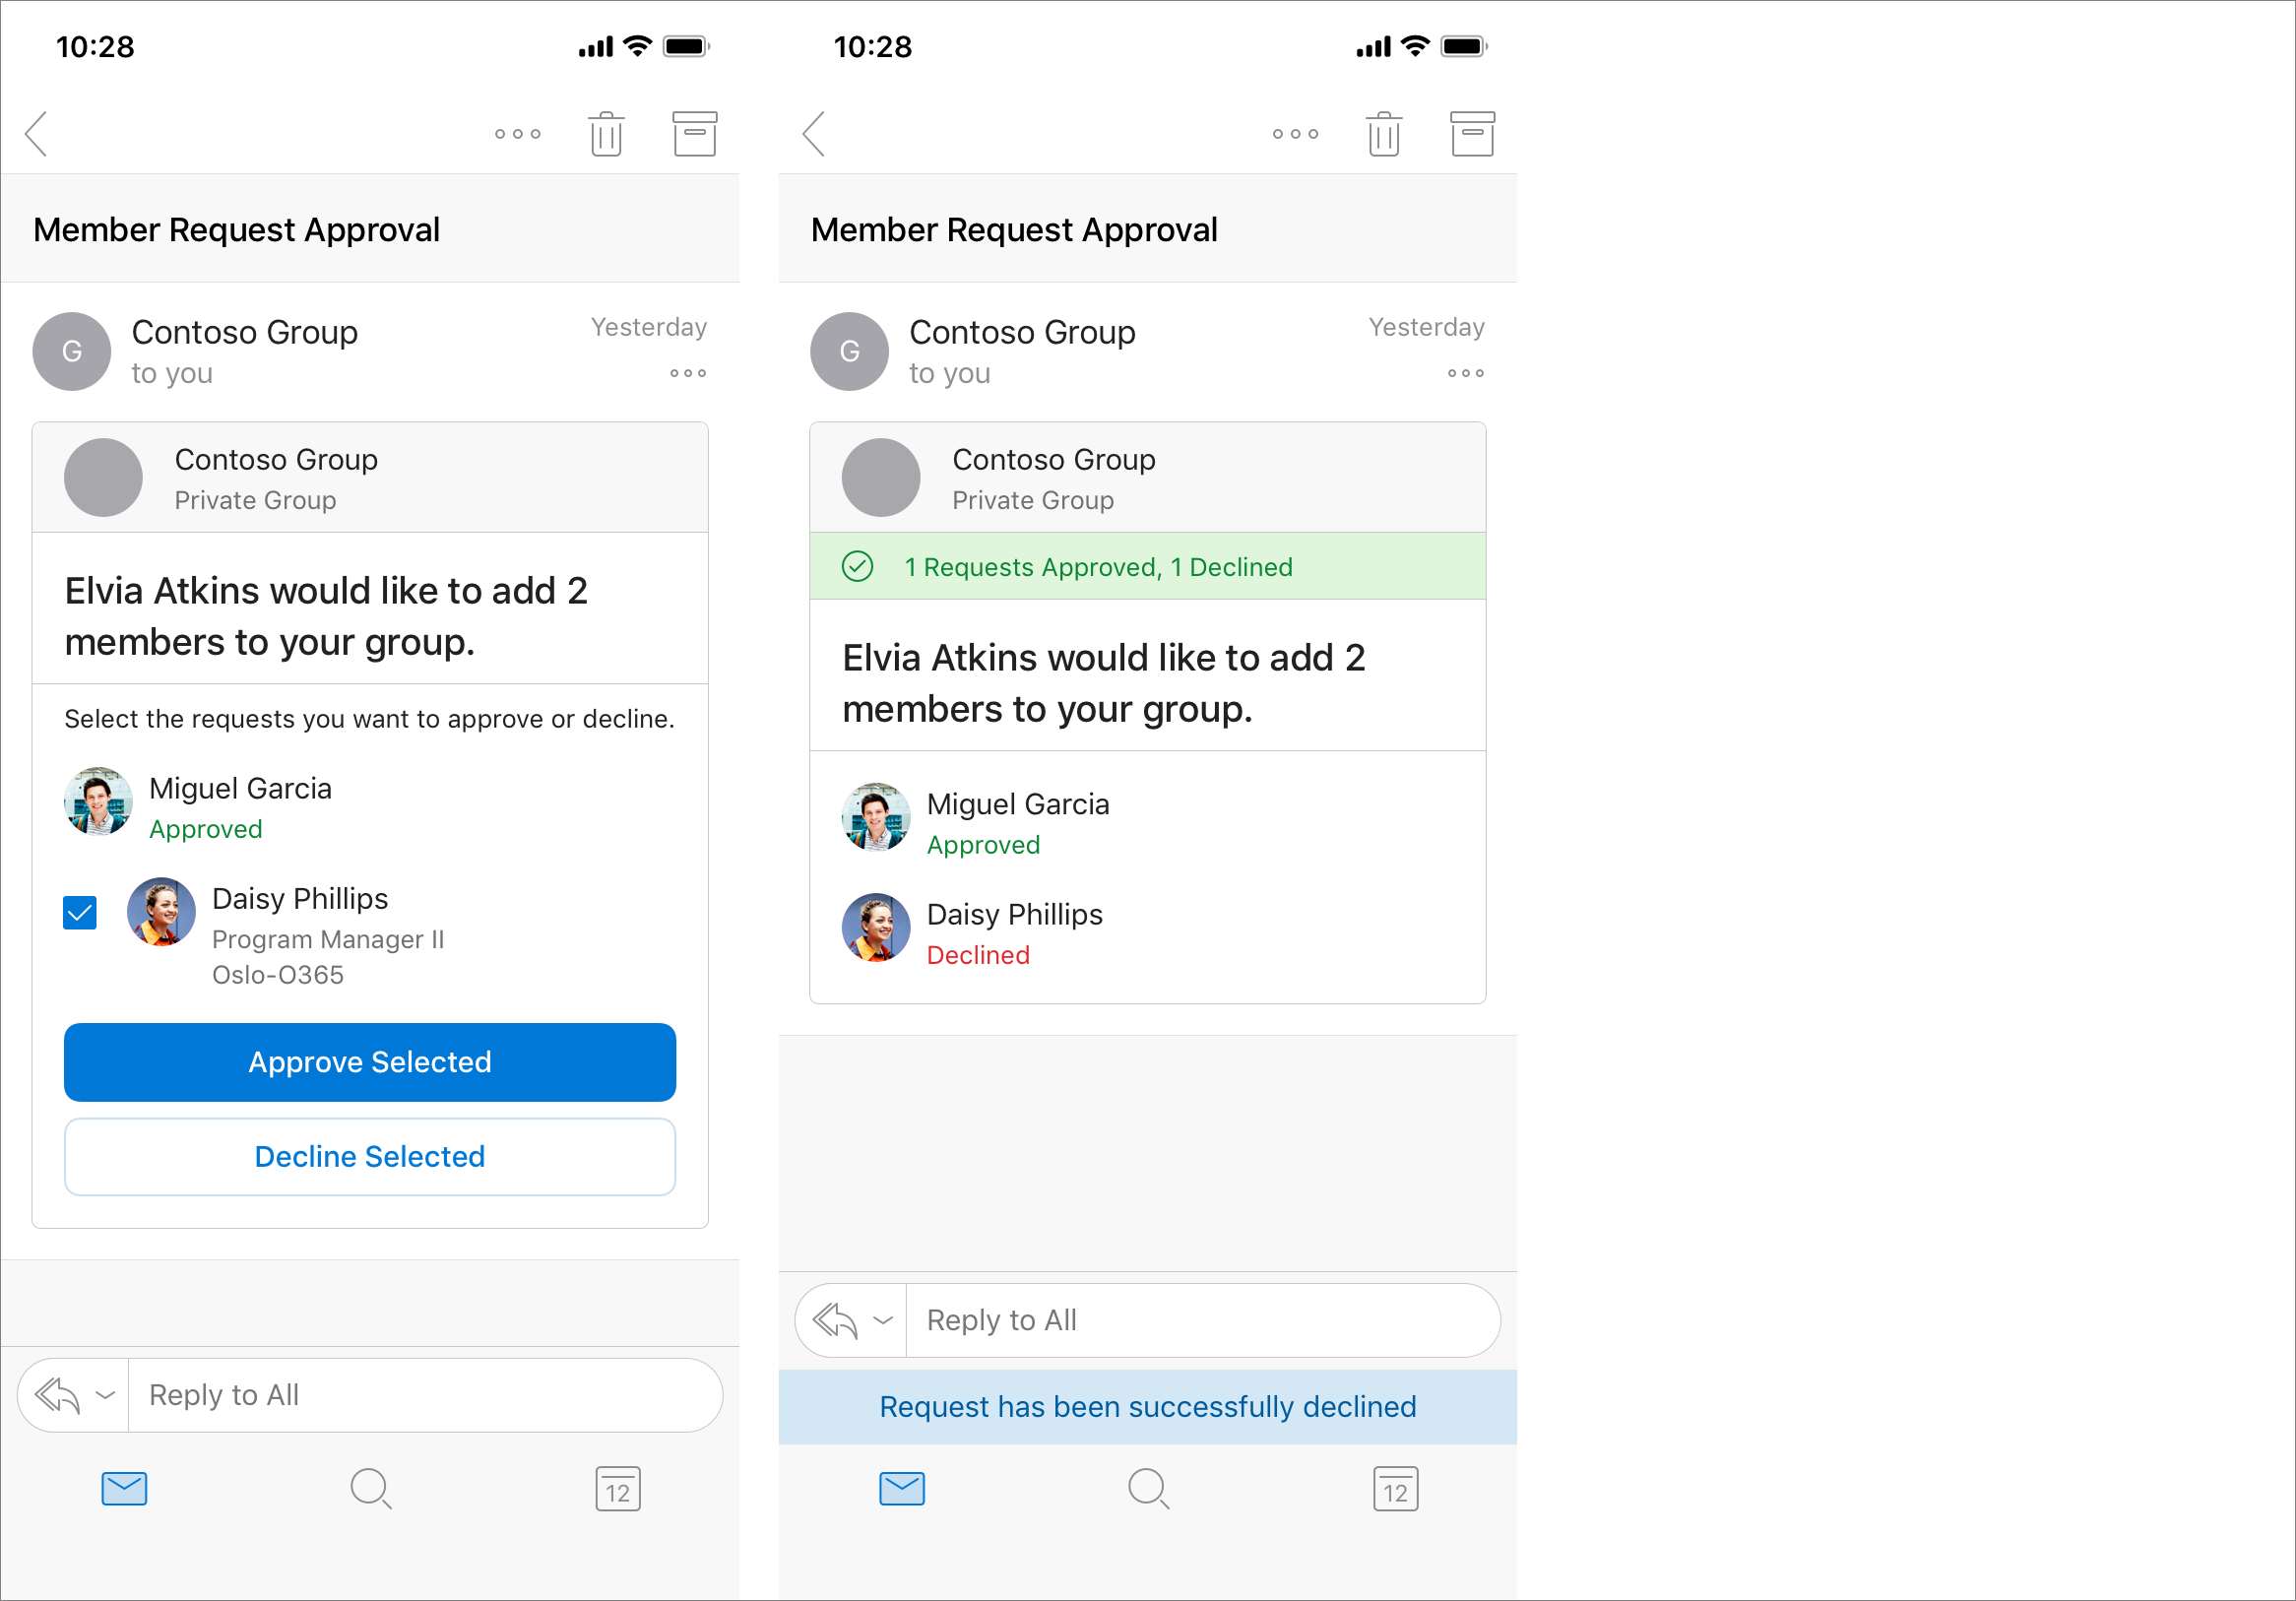 10:28
Member Request Approval
G
Contoso Group
Yesterday
to you
Contoso Group
Private Group
Elvia Atkins would like to add 2
members to your group.
Select the requests you want to approve or decline.
Miguel Garcia
Approved
Daisy Phillips
Program Manager II
Oslo-O365
Approve Selected
Decline Selected
Reply to All
12
10:28
Member Request Approval
G
Contoso Group
Yesterday
to you
Contoso Group
Private Group
1 Requests Approved, 1 Declined
Elvia Atkins would like to add 2
members to your group.
Miguel Garcia
Approved
Daisy Phillips
Declined
Reply to All
Request has been successfully declined
12